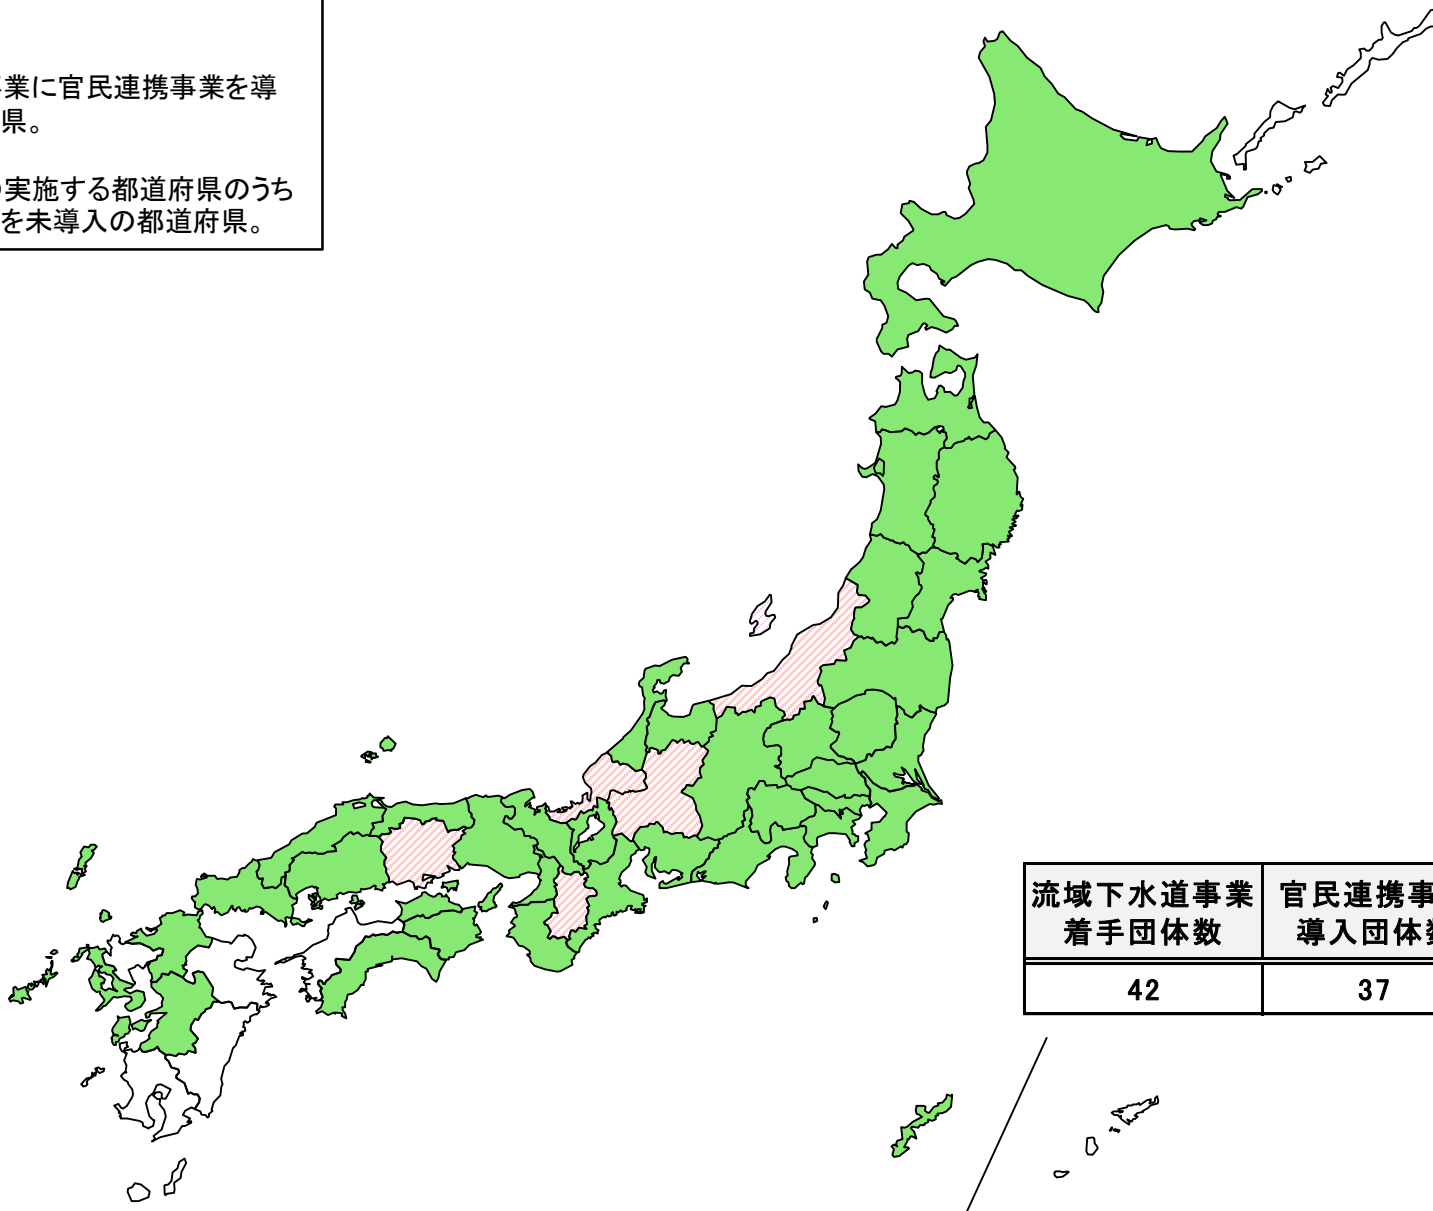 業に官民連携事業を導
県。
実施する都道府県のうち
を未導入の都道府県。
流域下水道事業
着手団体数
官民連携事
導入団体数
42
37